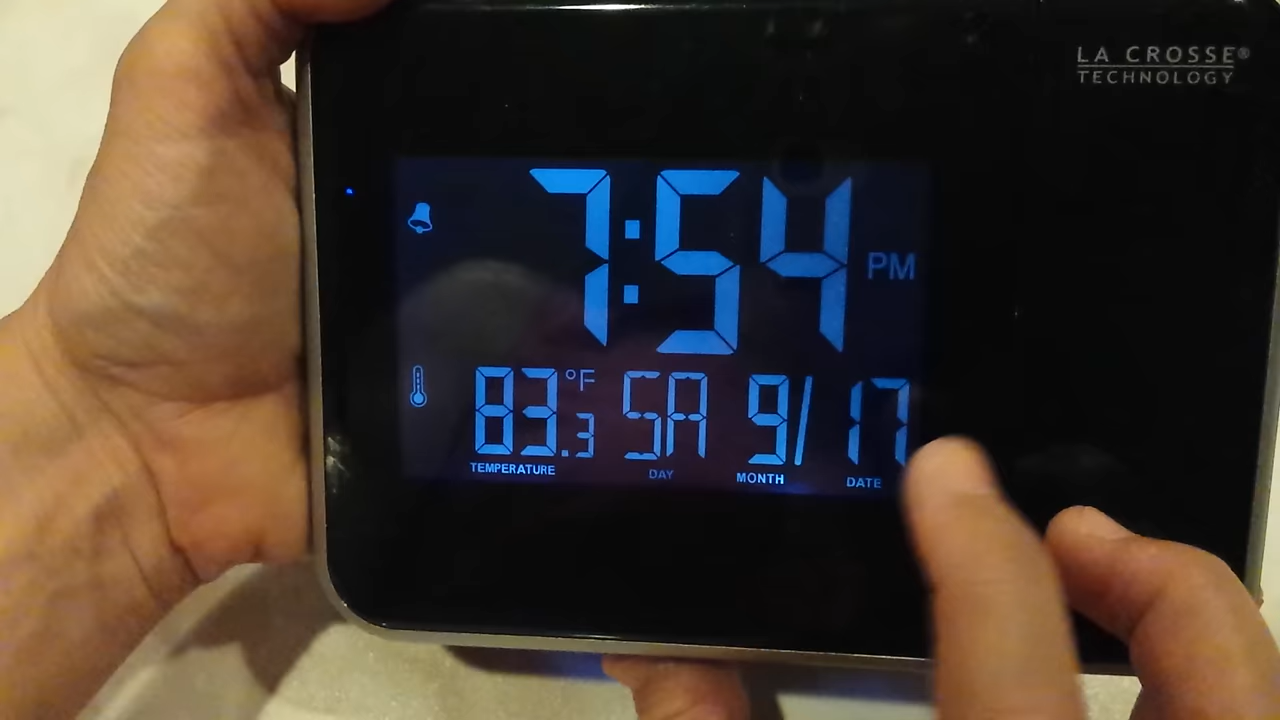 LA CROSSE®
TECHNOLOGY
7:54 PM
83.3 °F SA 9/17
TEMPERATURE DAY MONTH DATE